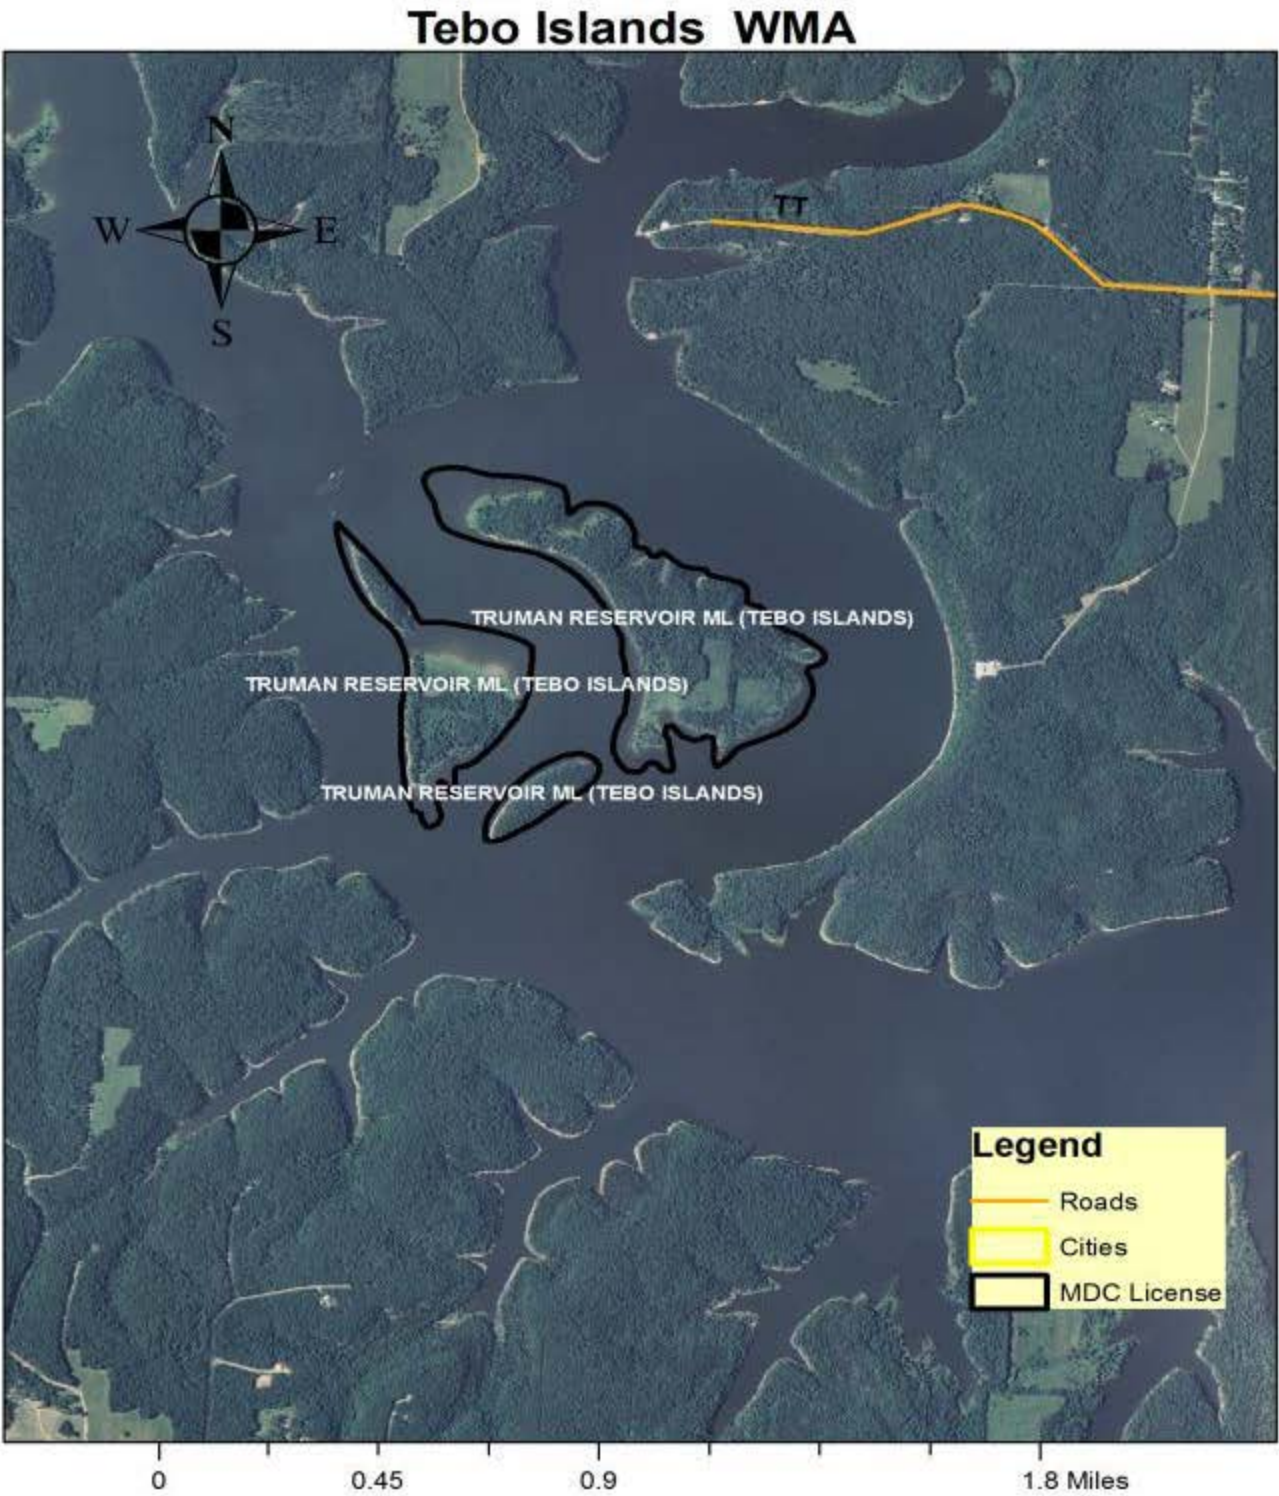 Tebo Islands WMA
N
W E
S
TT
TRUMAN RESERVOIR ML (TEBO ISLANDS)
TRUMAN RESERVOIR ML (TEBO ISLANDS)
TRUMAN RESERVOIR ML (TEBO ISLANDS)
Legend
Roads
Cities
MDC License
0 0.45 0.9 1.8 Miles